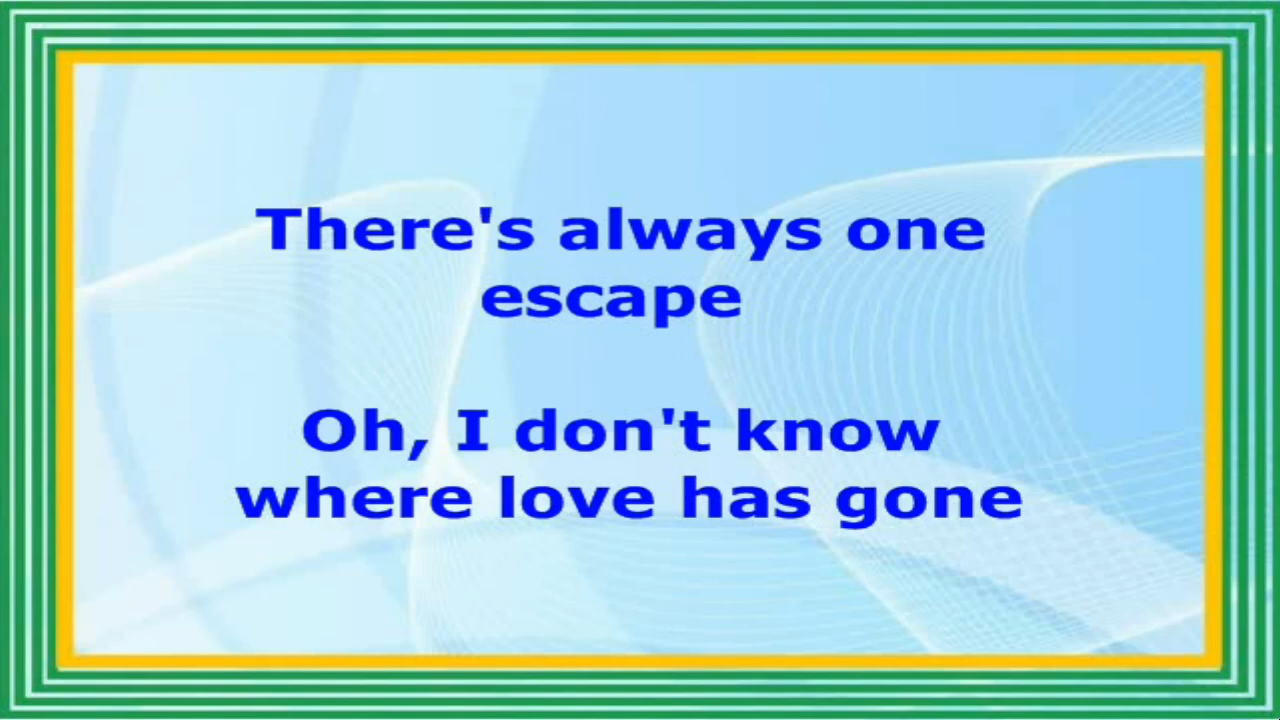 There's always one
escape
Oh, I don't know
where love has gone